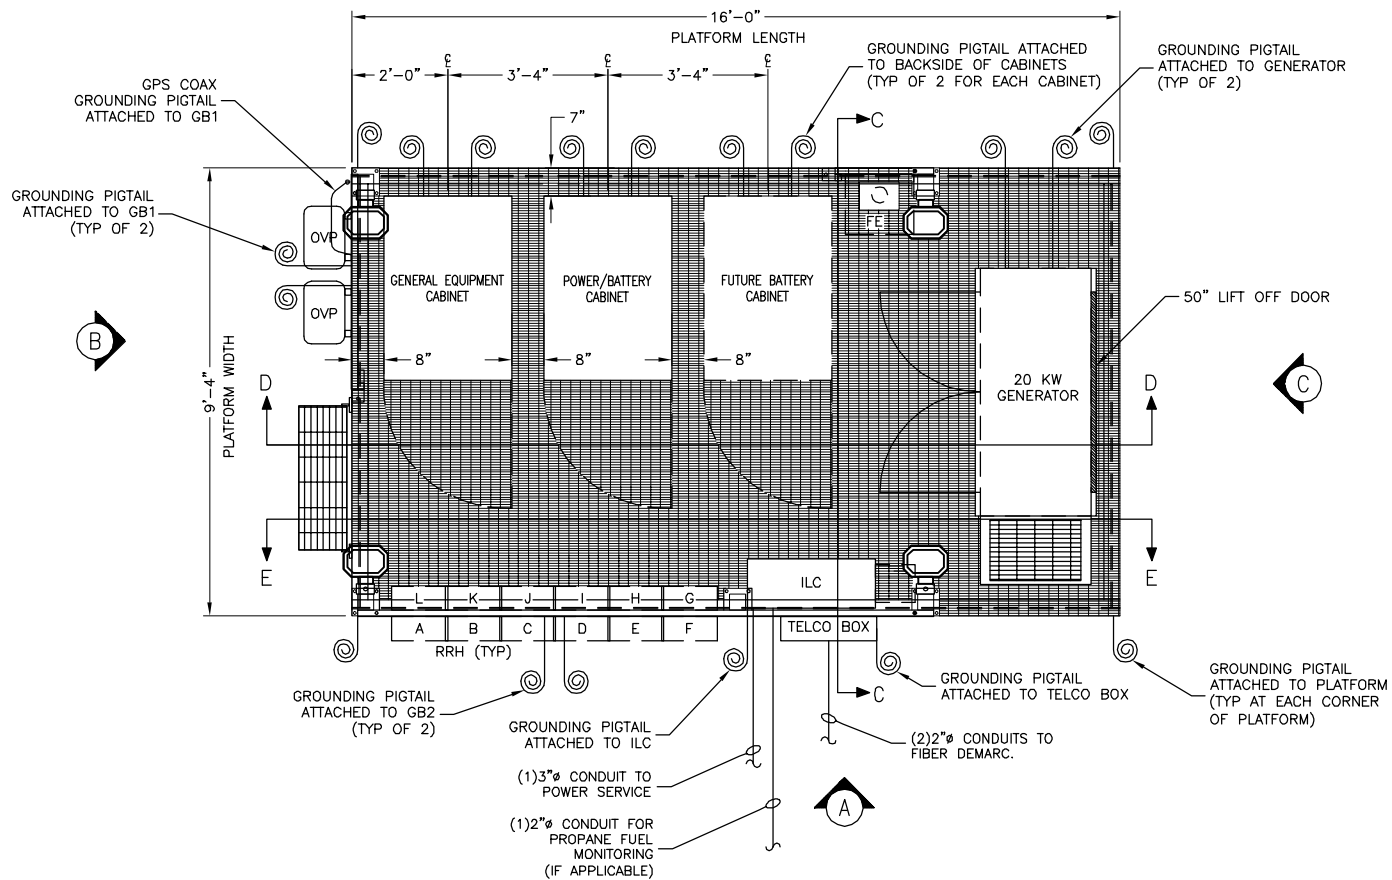 16'-0"
PLATFORM LENGTH
℄
℄
℄
2'-0"
3'-4"
3'-4"
GROUNDING PIGTAIL ATTACHED
TO BACKSIDE OF CABINETS
(TYP OF 2 FOR EACH CABINET)
GROUNDING PIGTAIL
ATTACHED TO GENERATOR
(TYP OF 2)
GPS COAX
GROUNDING PIGTAIL
ATTACHED TO GB1
7"
C
GROUNDING PIGTAIL
ATTACHED TO GB1
(TYP OF 2)
OVP
OVP
FE
GENERAL EQUIPMENT
CABINET
POWER/BATTERY
CABINET
FUTURE BATTERY
CABINET
50" LIFT OFF DOOR
B
8"
8"
8"
9'-4"
PLATFORM WIDTH
D
D
20 KW
GENERATOR
C
E
E
ILC
L K J I H G
A B C D E F
TELCO BOX
RRH (TYP)
GROUNDING PIGTAIL
ATTACHED TO GB2
(TYP OF 2)
GROUNDING PIGTAIL
ATTACHED TO ILC
C
GROUNDING PIGTAIL
ATTACHED TO TELCO BOX
GROUNDING PIGTAIL
ATTACHED TO PLATFORM
(TYP AT EACH CORNER
OF PLATFORM)
(2)2"ø CONDUITS TO
FIBER DEMARC.
(1)3"ø CONDUIT TO
POWER SERVICE
A
(1)2"ø CONDUIT FOR
PROPANE FUEL
MONITORING
(IF APPLICABLE)